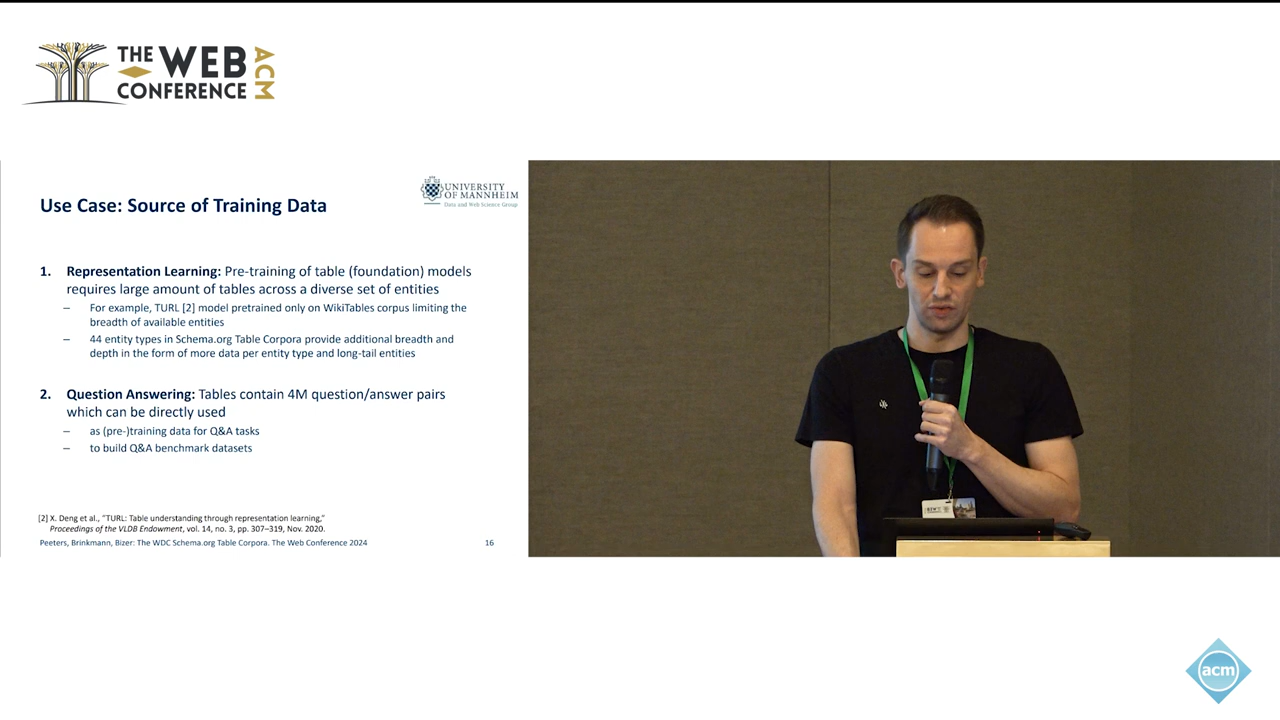 THE WEB
CONFERENCE
ACM
UNIVERSITY
OF MANNHEIM
Data and Web Science Group
Use Case: Source of Training Data
1. Representation Learning: Pre-training of table (foundation) models
requires large amount of tables across a diverse set of entities
– For example, TURL [2] model pretrained only on WikiTables corpus limiting the
breadth of available entities
– 44 entity types in Schema.org Table Corpora provide additional breadth and
depth in the form of more data per entity type and long-tail entities
2. Question Answering: Tables contain 4M question/answer pairs
which can be directly used
– as (pre-)training data for Q&A tasks
– to build Q&A benchmark datasets
[2] X. Deng et al., “TURL: Table understanding through representation learning,”
Proceedings of the VLDB Endowment, vol. 14, no. 3, pp. 307–319, Nov. 2020.
Peeters, Brinkmann, Bizer: The WDC Schema.org Table Corpora. The Web Conference 2024 16
acm